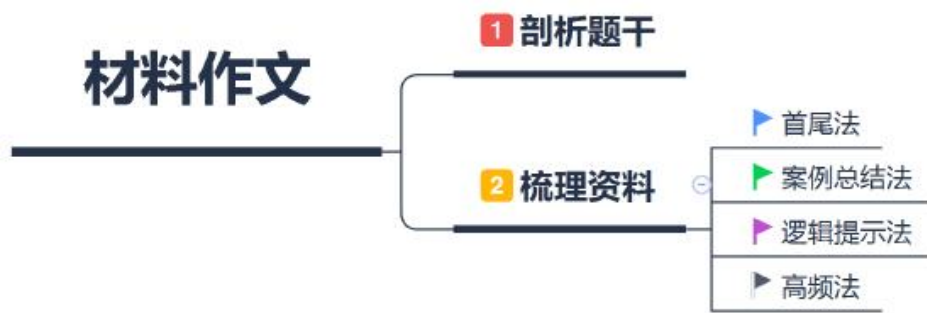 材料作文
1 剖析题干
2 梳理资料
首尾法
案例总结法
逻辑提示法
高频法